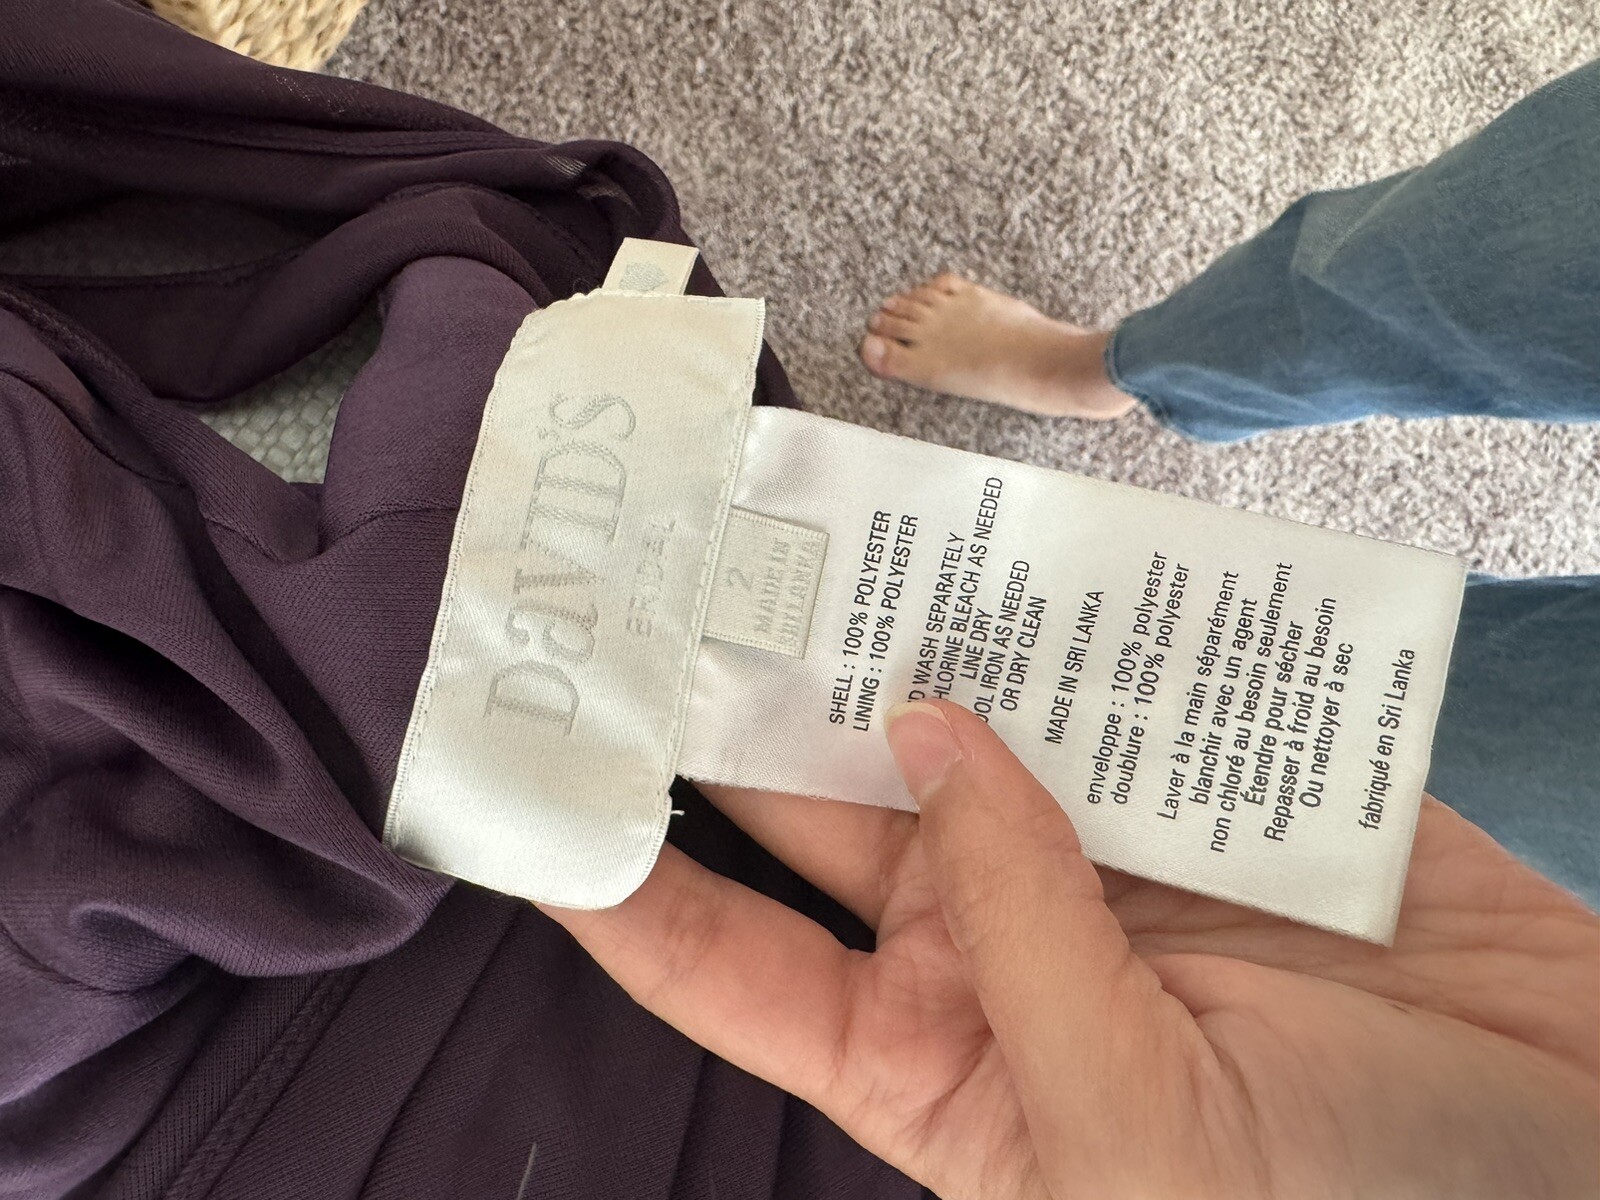 DAVID'S
BRIDAL
2
MADE IN
SRI LANKA
SHELL : 100% POLYESTER
LINING : 100% POLYESTER
D WASH SEPARATELY
HLORINE BLEACH AS NEEDED
LINE DRY
OOL IRON AS NEEDED
OR DRY CLEAN
MADE IN SRI LANKA
enveloppe : 100% polyester
doublure : 100% polyester
Laver à la main séparément
blanchir avec un agent
non chloré au besoin seulement
Étendre pour sécher
Repasser à froid au besoin
Ou nettoyer à sec
fabriqué en Sri Lanka